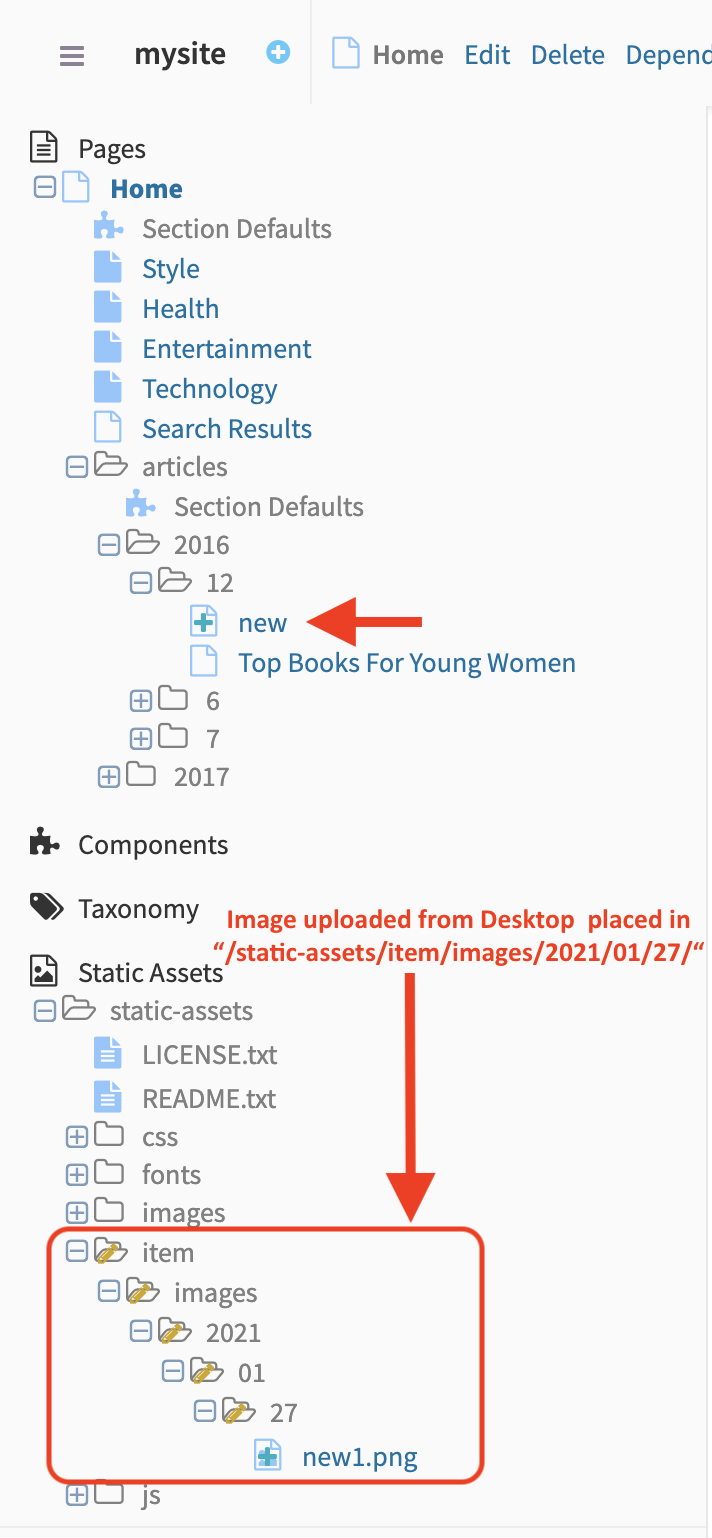 mysite Home Edit Delete Depend
Pages
Home
Section Defaults
Style
Health
Entertainment
Technology
Search Results
articles
Section Defaults
2016
12
new
Top Books For Young Women
6
7
2017
Components
Taxonomy
Image uploaded from Desktop placed in
“/static-assets/item/images/2021/01/27/“
Static Assets
static-assets
LICENSE.txt
README.txt
css
fonts
images
item
images
2021
01
27
new1.png
js